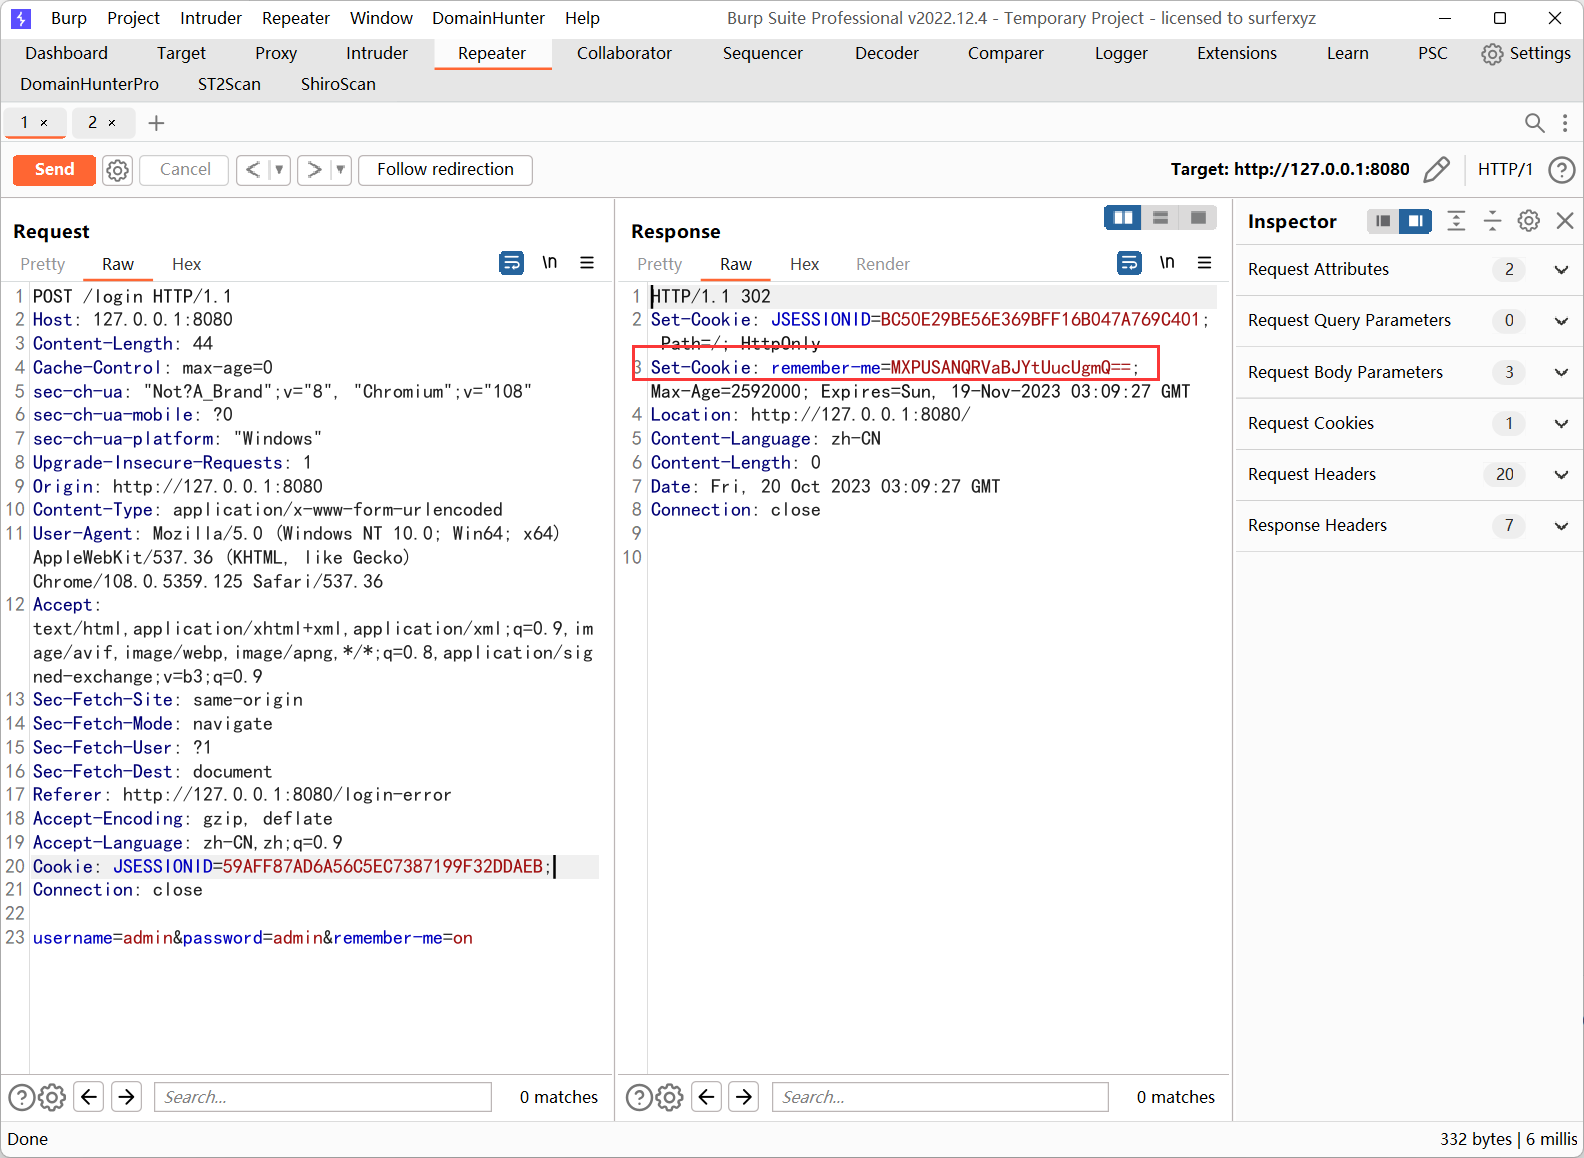 Burp Project Intruder Repeater Window DomainHunter Help Burp Suite Professional v2022.12.4 - Temporary Project - licensed to surferxyz
Dashboard Target Proxy Intruder Repeater Collaborator Sequencer Decoder Comparer Logger Extensions Learn PSC Settings
DomainHunterPro ST2Scan ShiroScan
1 × 2 × +
Send Cancel < > Follow redirection Target: http://127.0.0.1:8080 HTTP/1 ?
Request
Pretty Raw Hex \n
1 POST /login HTTP/1.1
2 Host: 127.0.0.1:8080
3 Content-Length: 44
4 Cache-Control: max-age=0
5 sec-ch-ua: "Not?A_Brand";v="8", "Chromium";v="108"
6 sec-ch-ua-mobile: ?0
7 sec-ch-ua-platform: "Windows"
8 Upgrade-Insecure-Requests: 1
9 Origin: http://127.0.0.1:8080
10 Content-Type: application/x-www-form-urlencoded
11 User-Agent: Mozilla/5.0 (Windows NT 10.0; Win64; x64)
AppleWebKit/537.36 (KHTML, like Gecko)
Chrome/108.0.5359.125 Safari/537.36
12 Accept:
text/html,application/xhtml+xml,application/xml;q=0.9,im
age/avif,image/webp,image/apng,*/*;q=0.8,application/sig
ned-exchange;v=b3;q=0.9
13 Sec-Fetch-Site: same-origin
14 Sec-Fetch-Mode: navigate
15 Sec-Fetch-User: ?1
16 Sec-Fetch-Dest: document
17 Referer: http://127.0.0.1:8080/login-error
18 Accept-Encoding: gzip, deflate
19 Accept-Language: zh-CN,zh;q=0.9
20 Cookie: JSESSIONID=59AFF87AD6A56C5EC7387199F32DDAEB;
21 Connection: close
22
23 username=admin&password=admin&remember-me=on
? Search... 0 matches
Response
Pretty Raw Hex Render \n
1 HTTP/1.1 302
2 Set-Cookie: JSESSIONID=BC50E29BE56E369BFF16B047A769C401;
Path=/; HttpOnly
3 Set-Cookie: remember-me=MXPUSANQRVaBJYtUucUgmQ==;
Max-Age=2592000; Expires=Sun, 19-Nov-2023 03:09:27 GMT
4 Location: http://127.0.0.1:8080/
5 Content-Language: zh-CN
6 Content-Length: 0
7 Date: Fri, 20 Oct 2023 03:09:27 GMT
8 Connection: close
9
10
? Search... 0 matches
Inspector
Request Attributes 2
Request Query Parameters 0
Request Body Parameters 3
Request Cookies 1
Request Headers 20
Response Headers 7
Done 332 bytes | 6 millis